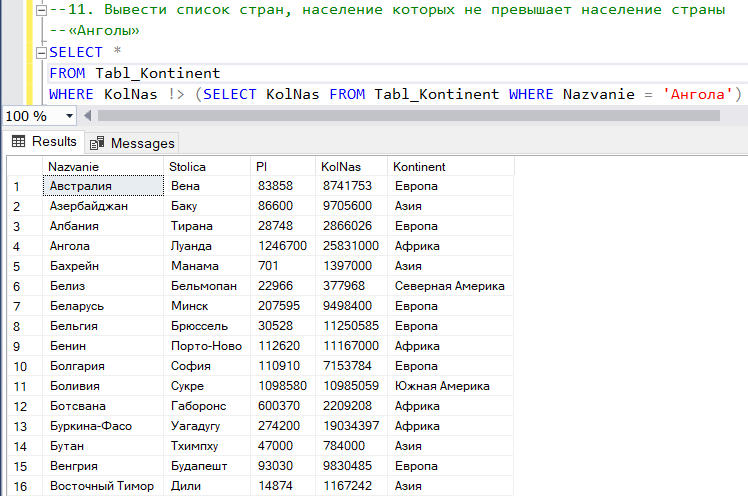 --11. Вывести список стран, население которых не превышает население страны
--«Анголы»
SELECT *
FROM Tabl_Kontinent
WHERE KolNas !> (SELECT KolNas FROM Tabl_Kontinent WHERE Nazvanie = 'Ангола')
100 %
Results Messages
Nazvanie Stolica Pl KolNas Kontinent
1 Австралия Вена 83858 8741753 Европа
2 Азербайджан Баку 86600 9705600 Азия
3 Албания Тирана 28748 2866026 Европа
4 Ангола Луанда 1246700 25831000 Африка
5 Бахрейн Манама 701 1397000 Азия
6 Белиз Бельмопан 22966 377968 Северная Америка
7 Беларусь Минск 207595 9498400 Европа
8 Бельгия Брюссель 30528 11250585 Европа
9 Бенин Порто-Ново 112620 11167000 Африка
10 Болгария София 110910 7153784 Европа
11 Боливия Сукре 1098580 10985059 Южная Америка
12 Ботсвана Габоронс 600370 2209208 Африка
13 Буркина-Фасо Уагадугу 274200 19034397 Африка
14 Бутан Тхимпху 47000 784000 Азия
15 Венгрия Будапешт 93030 9830485 Европа
16 Восточный Тимор Дили 14874 1167242 Азия